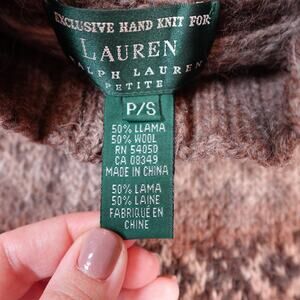 EXCLUSIVE HAND KNIT FOR
LAUREN
RALPH LAUREN
PETITE
P/S
50% LLAMA
50% WOOL
RN 54050
CA 08349
MADE IN CHINA
50% LAMA
50% LAINE
FABRIQUÉ EN
CHINE